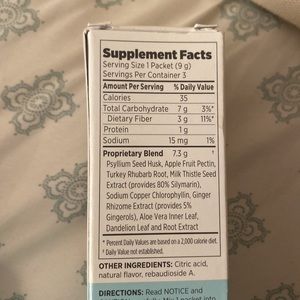 Supplement Facts
Serving Size 1 Packet (9 g)
Servings Per Container 3
Amount Per Serving % Daily Value
Calories 35
Total Carbohydrate 7 g 3%*
Dietary Fiber 3 g 11%*
Protein 1 g
Sodium 15 mg 1%
Proprietary Blend 7.3 g †
Psyllium Seed Husk, Apple Fruit Pectin,
Turkey Rhubarb Root, Milk Thistle Seed
Extract (provides 80% Silymarin),
Sodium Copper Chlorophyllin, Ginger
Rhizome Extract (provides 5%
Gingerols), Aloe Vera Inner Leaf,
Dandelion Leaf and Root Extract
* Percent Daily Values are based on a 2,000 calorie diet.
† Daily Value not established.
OTHER INGREDIENTS: Citric acid,
natural flavor, rebaudioside A.
DIRECTIONS: Read NOTICE and